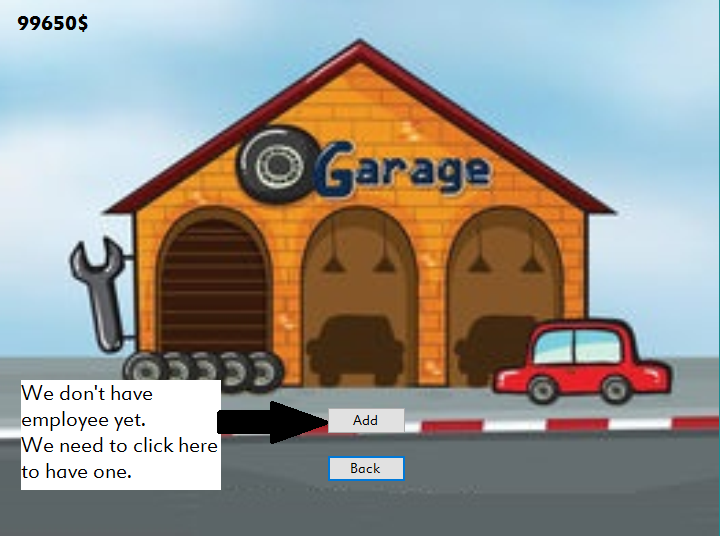 99650$
Garage
We don't have
employee yet.
We need to click here
to have one.
Add
Back